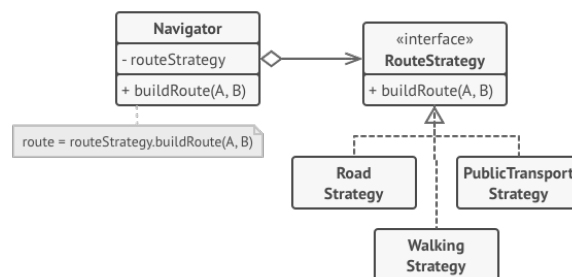 Navigator
- routeStrategy
+ buildRoute(A, B)
route = routeStrategy.buildRoute(A, B)
«interface»
RouteStrategy
+ buildRoute(A, B)
Road
Strategy
PublicTransport
Strategy
Walking
Strategy